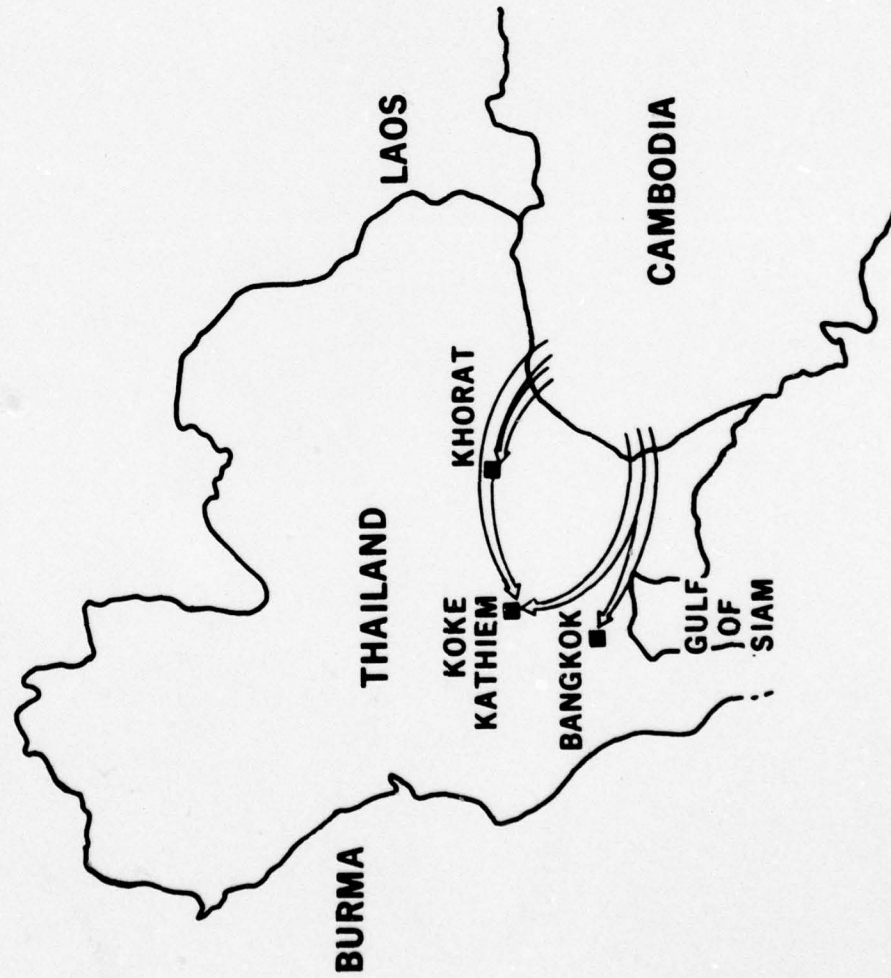 BURMA
THAILAND
LAOS
KOKE
KATHIEM
KHORAT
BANGKOK
CAMBODIA
GULF
OF
SIAM